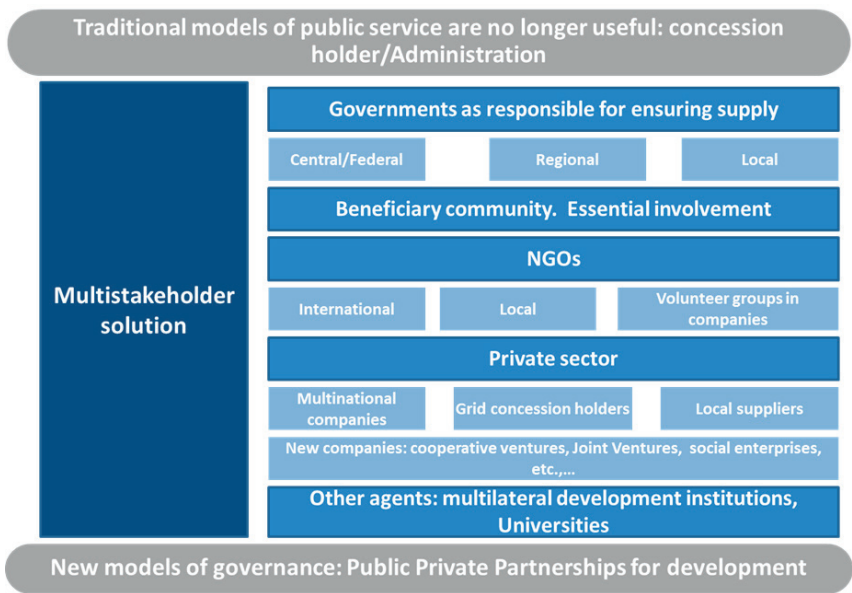 Traditional models of public service are no longer useful: concession
holder/Administration
Multistakeholder
solution
Governments as responsible for ensuring supply
Central/Federal
Regional
Local
Beneficiary community.  Essential involvement
NGOs
International
Local
Volunteer groups in
companies
Private sector
Multinational
companies
Grid concession holders
Local suppliers
New companies: cooperative ventures, Joint Ventures,  social enterprises,
etc.,...
Other agents: multilateral development institutions,
Universities
New models of governance: Public Private Partnerships for development